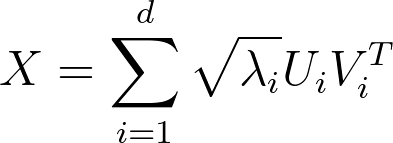 X = \sum_{i=1}^{d} \sqrt{\lambda_i} U_i V_i^T